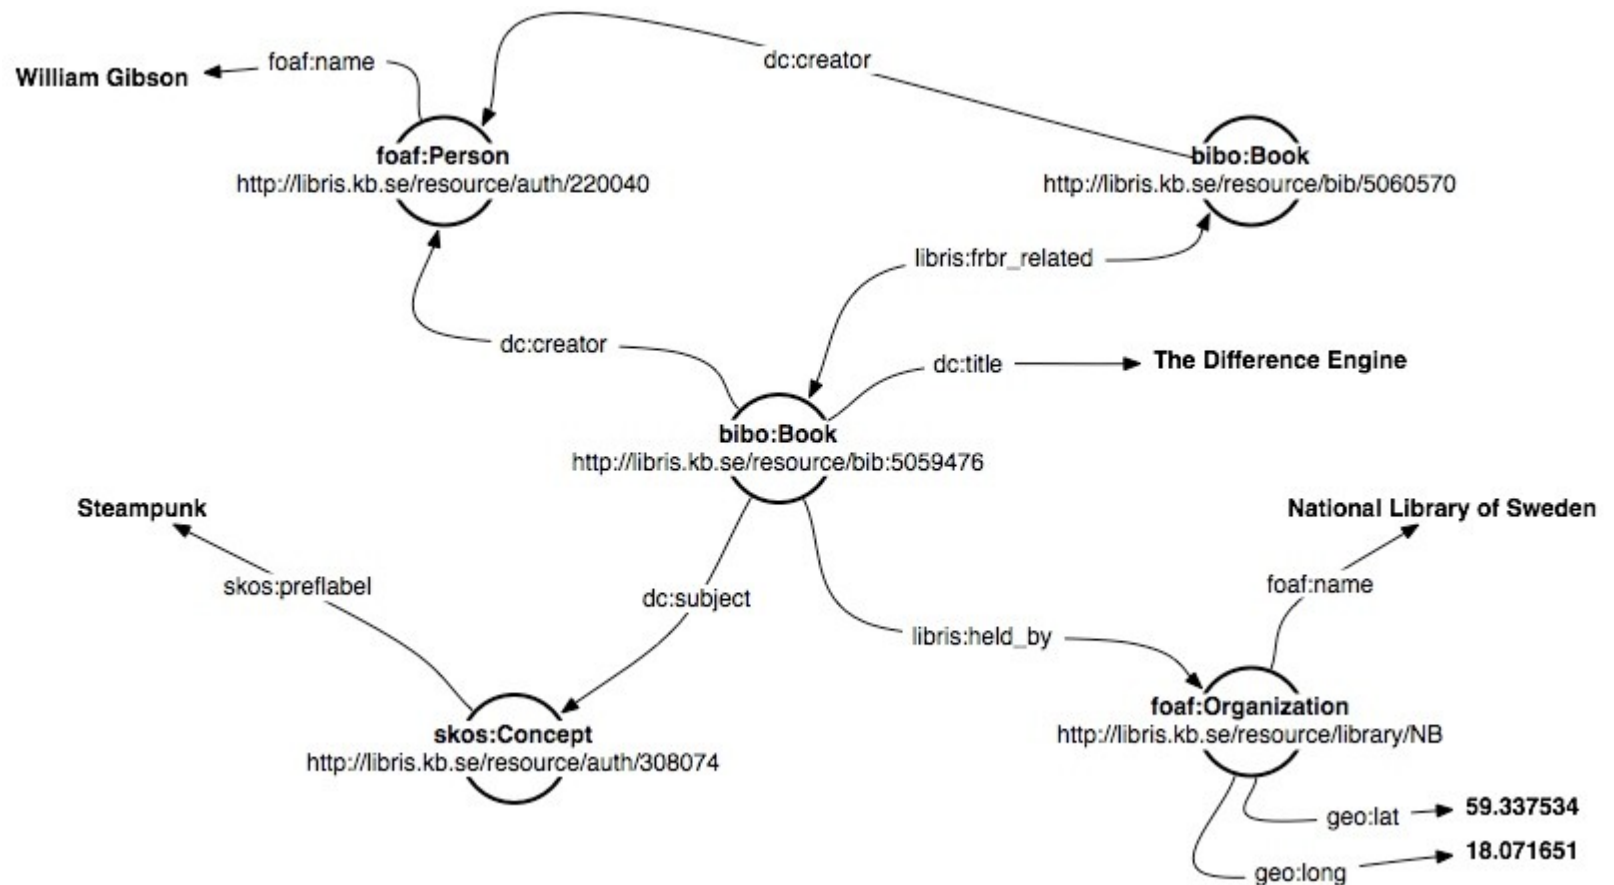 dc:creator
foaf:name
William Gibson
foaf:Person
http://libris.kb.se/resource/auth/220040
bibo:Book
http://libris.kb.se/resource/bib/5060570
libris:frbr_related
dc:creator
dc:title
The Difference Engine
bibo:Book
http://libris.kb.se/resource/bib:5059476
Steampunk
National Library of Sweden
skos:preflabel
dc:subject
foaf:name
libris:held_by
foaf:Organization
http://libris.kb.se/resource/library/NB
skos:Concept
http://libris.kb.se/resource/auth/308074
geo:lat
59.337534
geo:long
18.071651